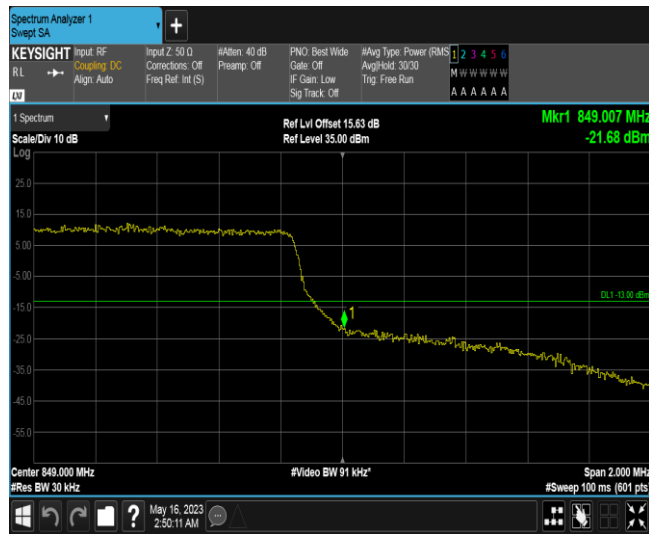 Spectrum Analyzer 1
Swept SA
+
KEYSIGHT
RL
LXI
Input: RF
Coupling: DC
Align: Auto
Input Z: 50 Ω
Corrections: Off
Freq Ref: Int (S)
#Atten: 40 dB
Preamp: Off
PNO: Best Wide
Gate: Off
IF Gain: Low
Sig Track: Off
#Avg Type: Power (RMS
Avg|Hold: 30/30
Trig: Free Run
1 2 3 4 5 6
M W W W W W
A A A A A A
1 Spectrum
Scale/Div 10 dB
Log
Ref Lvl Offset 15.63 dB
Ref Level 35.00 dBm
Mkr1 849.007 MHz
-21.68 dBm
25.0
15.0
5.00
-5.00
-15.0
-25.0
-35.0
-45.0
-55.0
DL1 -13.00 dBm
1
Center 849.000 MHz
#Res BW 30 kHz
#Video BW 91 kHz*
Span 2.000 MHz
#Sweep 100 ms (601 pts)
?
May 16, 2023
2:50:11 AM